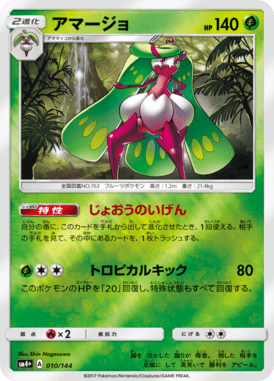 2進化 アマージョ HP 140
アママイコから進化
全国図鑑NO.763 フルーツポケモン 高さ:1.2m 重さ:21.4kg
特性 じょおうのいげん
自分の番に、このカードを手札から出して進化させたとき、1回使える。相手
の手札を見て、その中にあるカードを、1枚トラッシュする。
トロピカルキック 80
このポケモンのHPを「20」回復し、特殊状態もすべて回復する。
弱点 ×2 抵抗力
sm4+ A 010/144
Illus.Shin Nagasawa
©2017 Pokémon/Nintendo/Creatures/GAME FREAK.